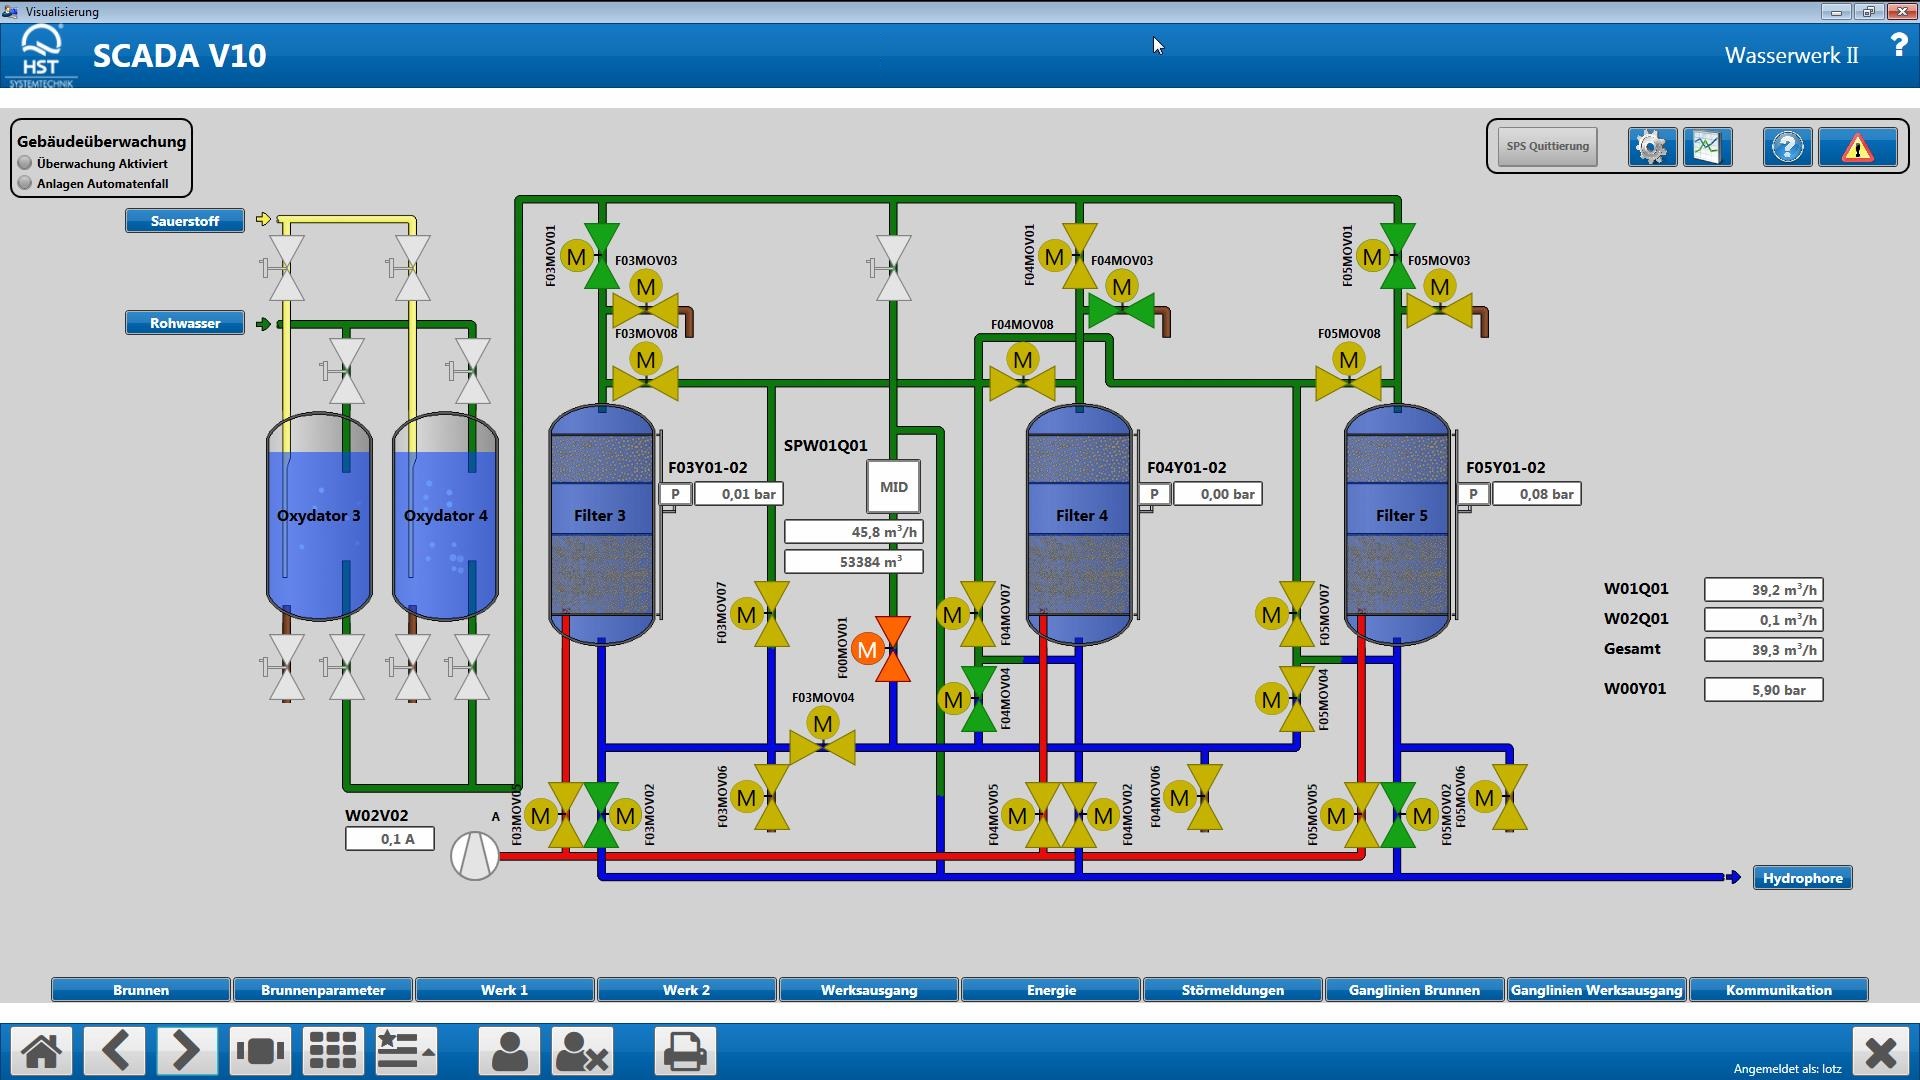 Visualisierung
HST
SYSTEMTECHNIK
SCADA V10
Wasserwerk II
?
Gebäudeüberwachung
Überwachung Aktiviert
Anlagen Automatenfall
SPS Quittierung
?
Sauerstoff
Rohwasser
F03MOV01
M
F03MOV03
M
F03MOV08
M
F04MOV01
M
F04MOV03
M
F04MOV08
M
F05MOV01
M
F05MOV03
M
F05MOV08
M
Oxydator 3
Oxydator 4
Filter 3
F03Y01-02
P
0,01 bar
SPW01Q01
MID
45,8 m³/h
53384 m³
Filter 4
F04Y01-02
P
0,00 bar
Filter 5
F05Y01-02
P
0,08 bar
F03MOV07
M
F00MOV01
M
M
F04MOV07
M
F04MOV04
M
F05MOV07
M
F05MOV04
F03MOV04
M
W01Q01
39,2 m³/h
W02Q01
0,1 m³/h
Gesamt
39,3 m³/h
W00Y01
5,90 bar
W02V02
A
0,1 A
F03MOV05
M
M
F03MOV02
F03MOV06
M
F04MOV05
M
M
F04MOV02
F04MOV06
M
F05MOV05
M
M
F05MOV02
F05MOV06
M
Hydrophore
Brunnen
Brunnenparameter
Werk 1
Werk 2
Werksausgang
Energie
Störmeldungen
Ganglinien Brunnen
Ganglinien Werksausgang
Kommunikation
Angemeldet als: lotz